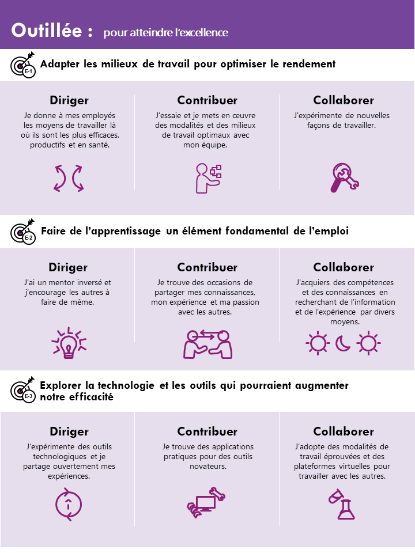 Outillée : pour atteindre l'excellence
E-1
Adapter les milieux de travail pour optimiser le rendement
Diriger
Je donne à mes employés
les moyens de travailler là
où ils sont les plus efficaces,
productifs et en santé.
Contribuer
J'essaie et je mets en œuvre
des modalités et des milieux
de travail optimaux avec
mon équipe.
Collaborer
J'expérimente de nouvelles
façons de travailler.
E-2
Faire de l'apprentissage un élément fondamental de l'emploi
Diriger
J'ai un mentor inversé et
j'encourage les autres à
faire de même.
Contribuer
Je trouve des occasions de
partager mes connaissances,
mon expérience et ma passion
avec les autres.
Collaborer
J'acquiers des compétences
et des connaissances en
recherchant de l'information
et de l'expérience par divers
moyens.
E-3
Explorer la technologie et les outils qui pourraient augmenter
notre efficacité
Diriger
J'expérimente des outils
technologiques et je
partage ouvertement mes
expériences.
Contribuer
Je trouve des applications
pratiques pour des outils
novateurs.
Collaborer
J'adopte des modalités de
travail éprouvées et des
plateformes virtuelles pour
travailler avec les autres.